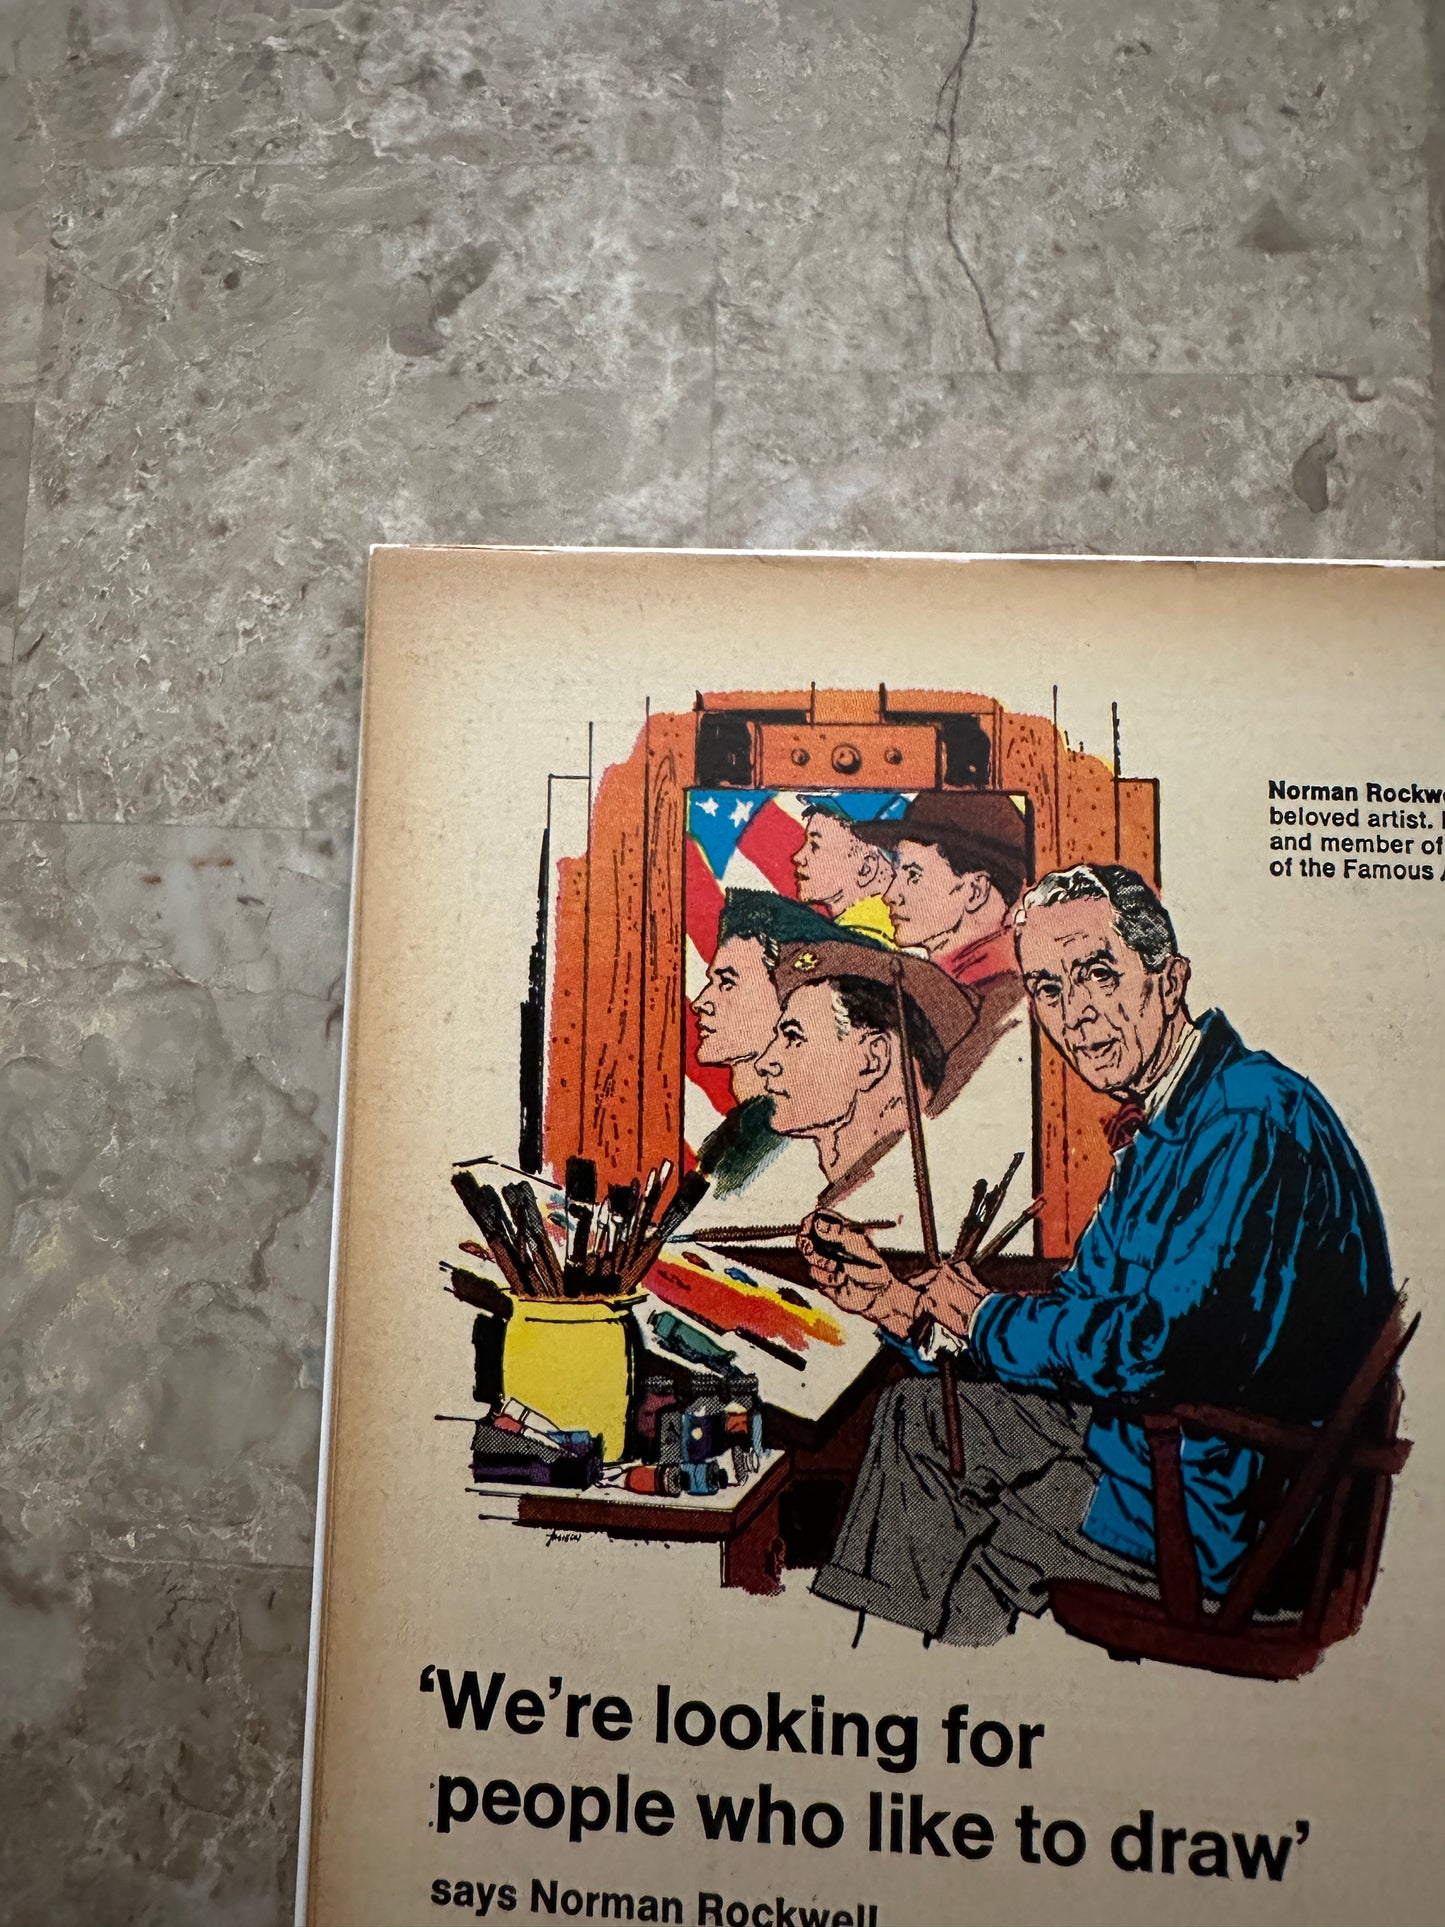 Norman Rockw
beloved artist.
and member of
of the Famous
'We're looking for
people who like to draw'
says Norman Rockwell